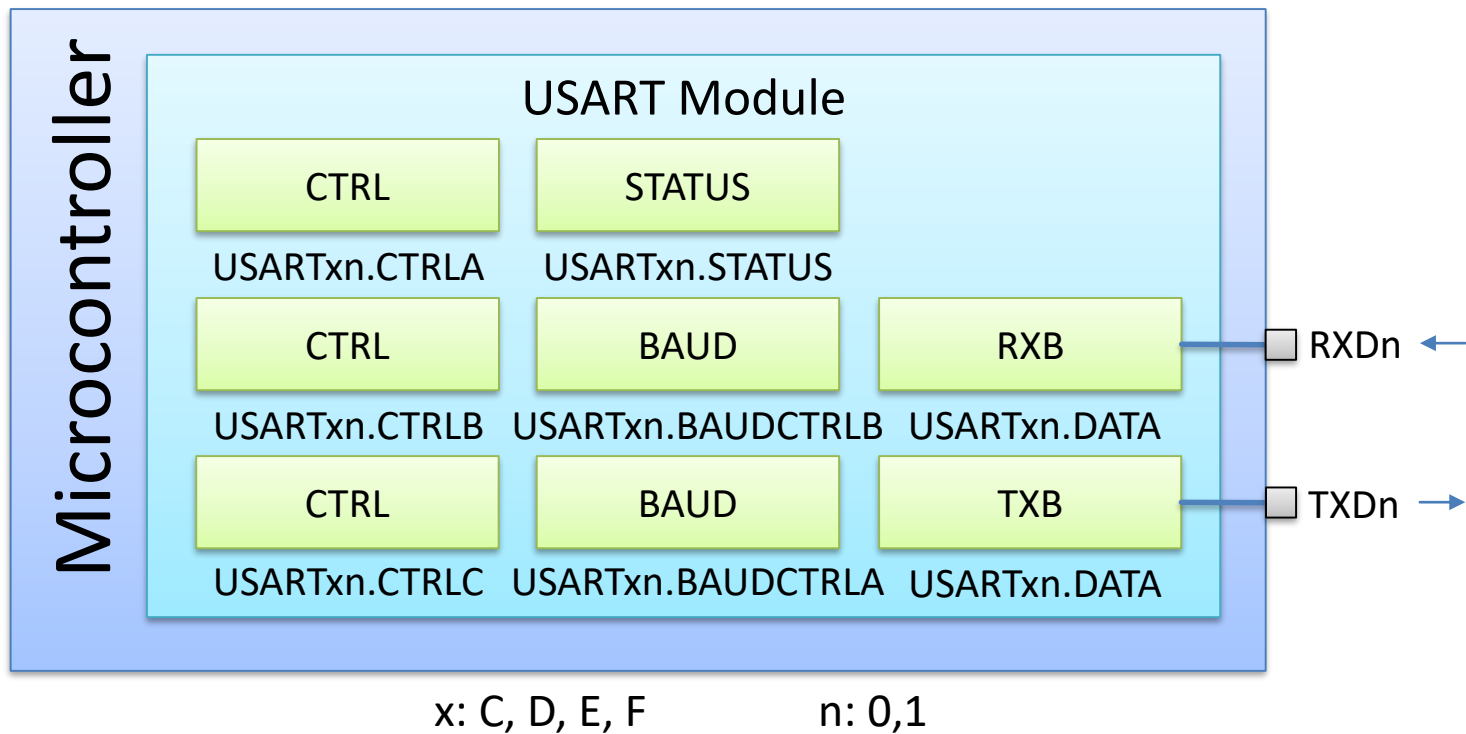 Microcontroller
USART Module
CTRL STATUS
USARTxn.CTRLA USARTxn.STATUS
CTRL BAUD RXB RXDn
USARTxn.CTRLB USARTxn.BAUDCTRLB USARTxn.DATA
CTRL BAUD TXB TXDn
USARTxn.CTRLC USARTxn.BAUDCTRLA USARTxn.DATA
x: C, D, E, F n: 0,1